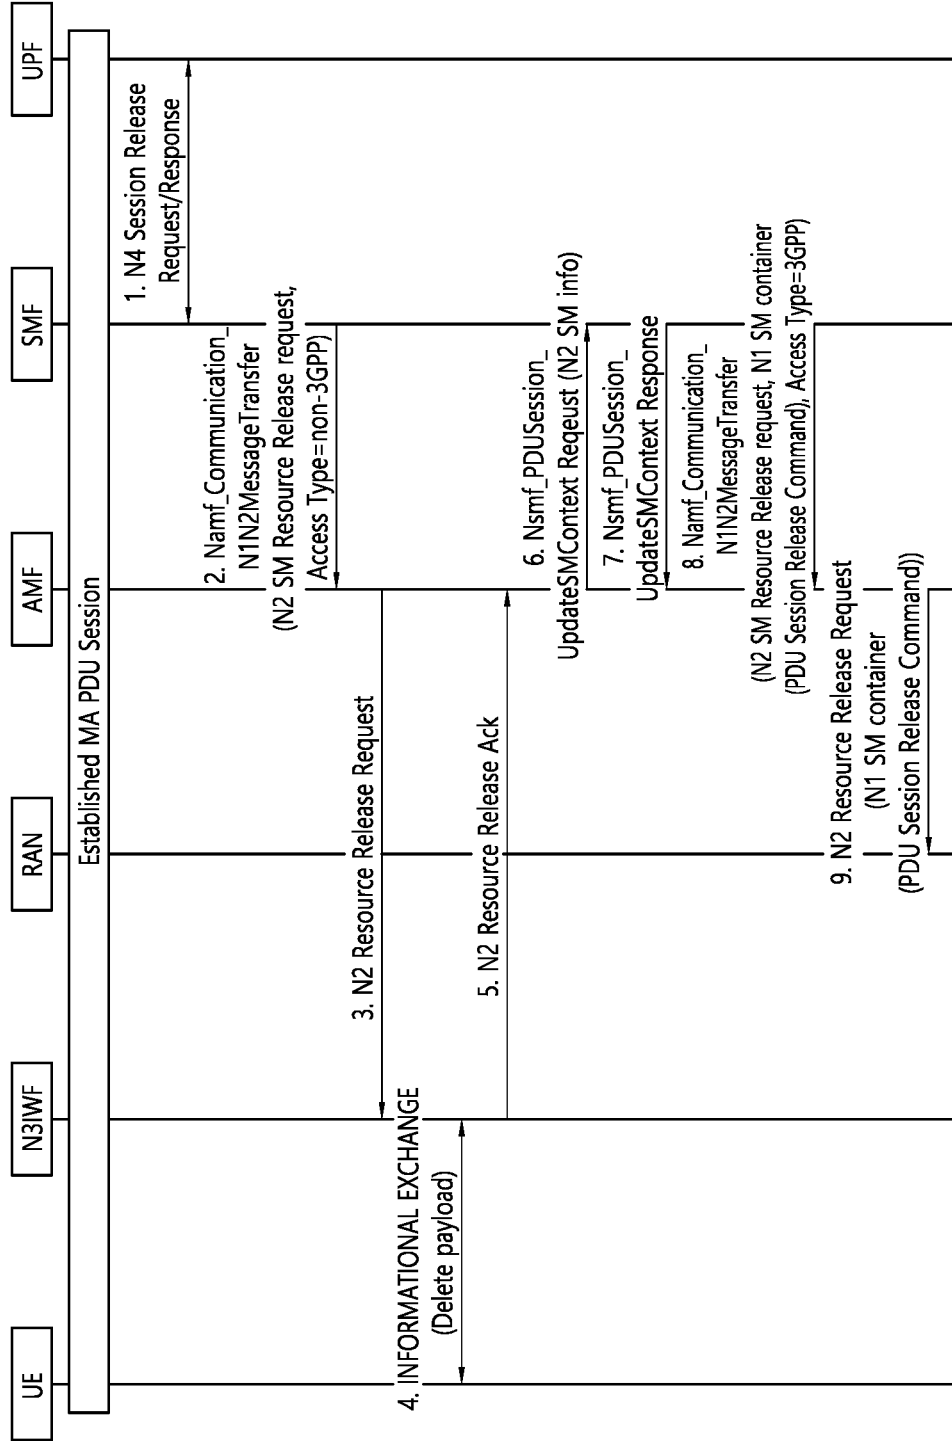 UE
N3IWF
RAN
AMF
SMF
UPF
Established MA PDU Session
1. N4 Session Release
Request/Response
2. Namf_Communication_
N1N2MessageTransfer
(N2 SM Resource Release request,
Access Type=non-3GPP)
3. N2 Resource Release Request
4. INFORMATIONAL EXCHANGE
(Delete payload)
5. N2 Resource Release Ack
6. Nsmf_PDUSession_
UpdateSMContext Reqeust (N2 SM info)
7. Nsmf_PDUSession_
UpdateSMContext Response
8. Namf_Communication_
N1N2MessageTransfer
(N2 SM Resource Release request, N1 SM container
(PDU Session Release Command), Access Type=3GPP)
9. N2 Resource Release Request
(N1 SM container
(PDU Session Release Command))